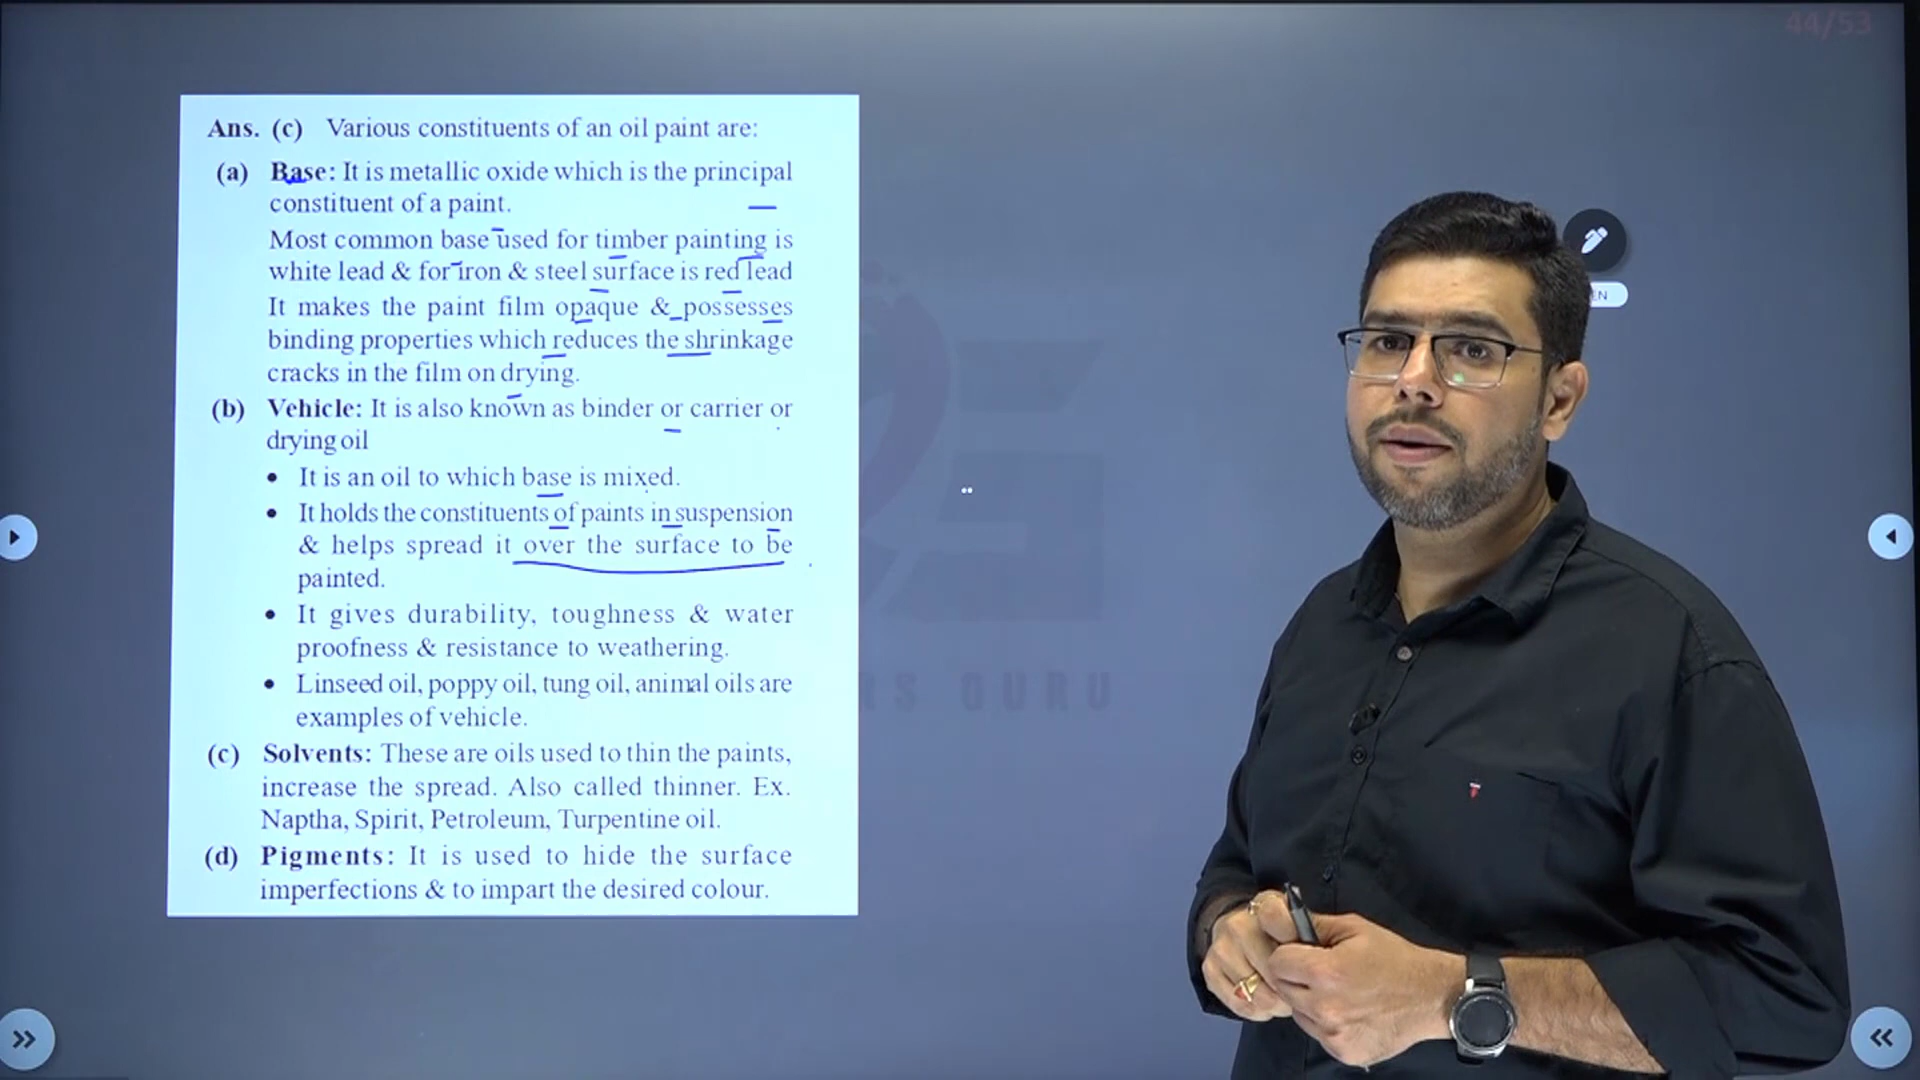 44/53
Ans. (c) Various constituents of an oil paint are:
(a) Base: It is metallic oxide which is the principal
constituent of a paint.
Most common base used for timber painting is
white lead & for iron & steel surface is red lead
It makes the paint film opaque & possesses
binding properties which reduces the shrinkage
cracks in the film on drying.
(b) Vehicle: It is also known as binder or carrier or
drying oil
• It is an oil to which base is mixed.
• It holds the constituents of paints in suspension
& helps spread it over the surface to be
painted.
• It gives durability, toughness & water
proofness & resistance to weathering.
• Linseed oil, poppy oil, tung oil, animal oils are
examples of vehicle.
(c) Solvents: These are oils used to thin the paints,
increase the spread. Also called thinner. Ex.
Naptha, Spirit, Petroleum, Turpentine oil.
(d) Pigments: It is used to hide the surface
imperfections & to impart the desired colour.
GURU